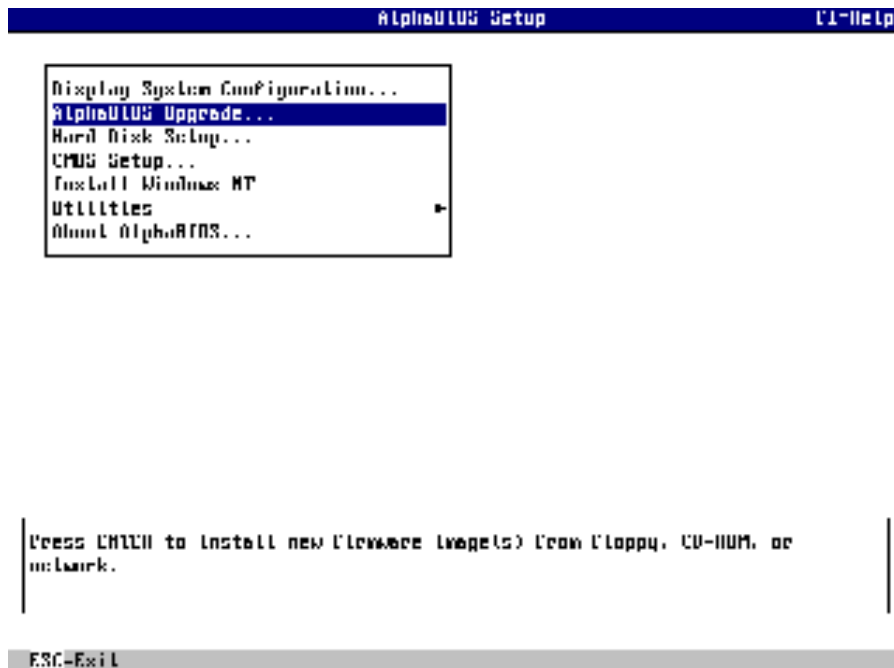 AlphaBIOS Setup F1=Help
Display System Configuration...
AlphaBIOS Upgrade...
Hard Disk Setup...
CMOS Setup...
Install Windows NT
Utilities
About AlphaBIOS...
Press ENTER to install new firmware image(s) from floppy, CD-ROM, or
network.
ESC=Exit